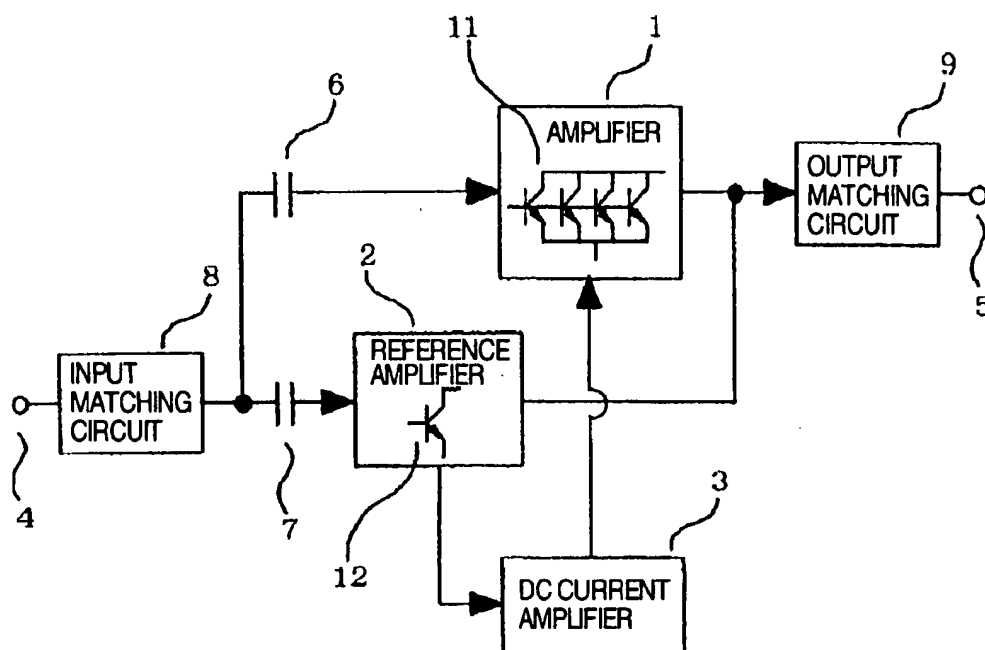 11
1
9
6
AMPLIFIER
OUTPUT
MATCHING
CIRCUIT
8
2
5
REFERENCE
AMPLIFIER
INPUT
MATCHING
CIRCUIT
4
7
12
3
DC CURRENT
AMPLIFIER